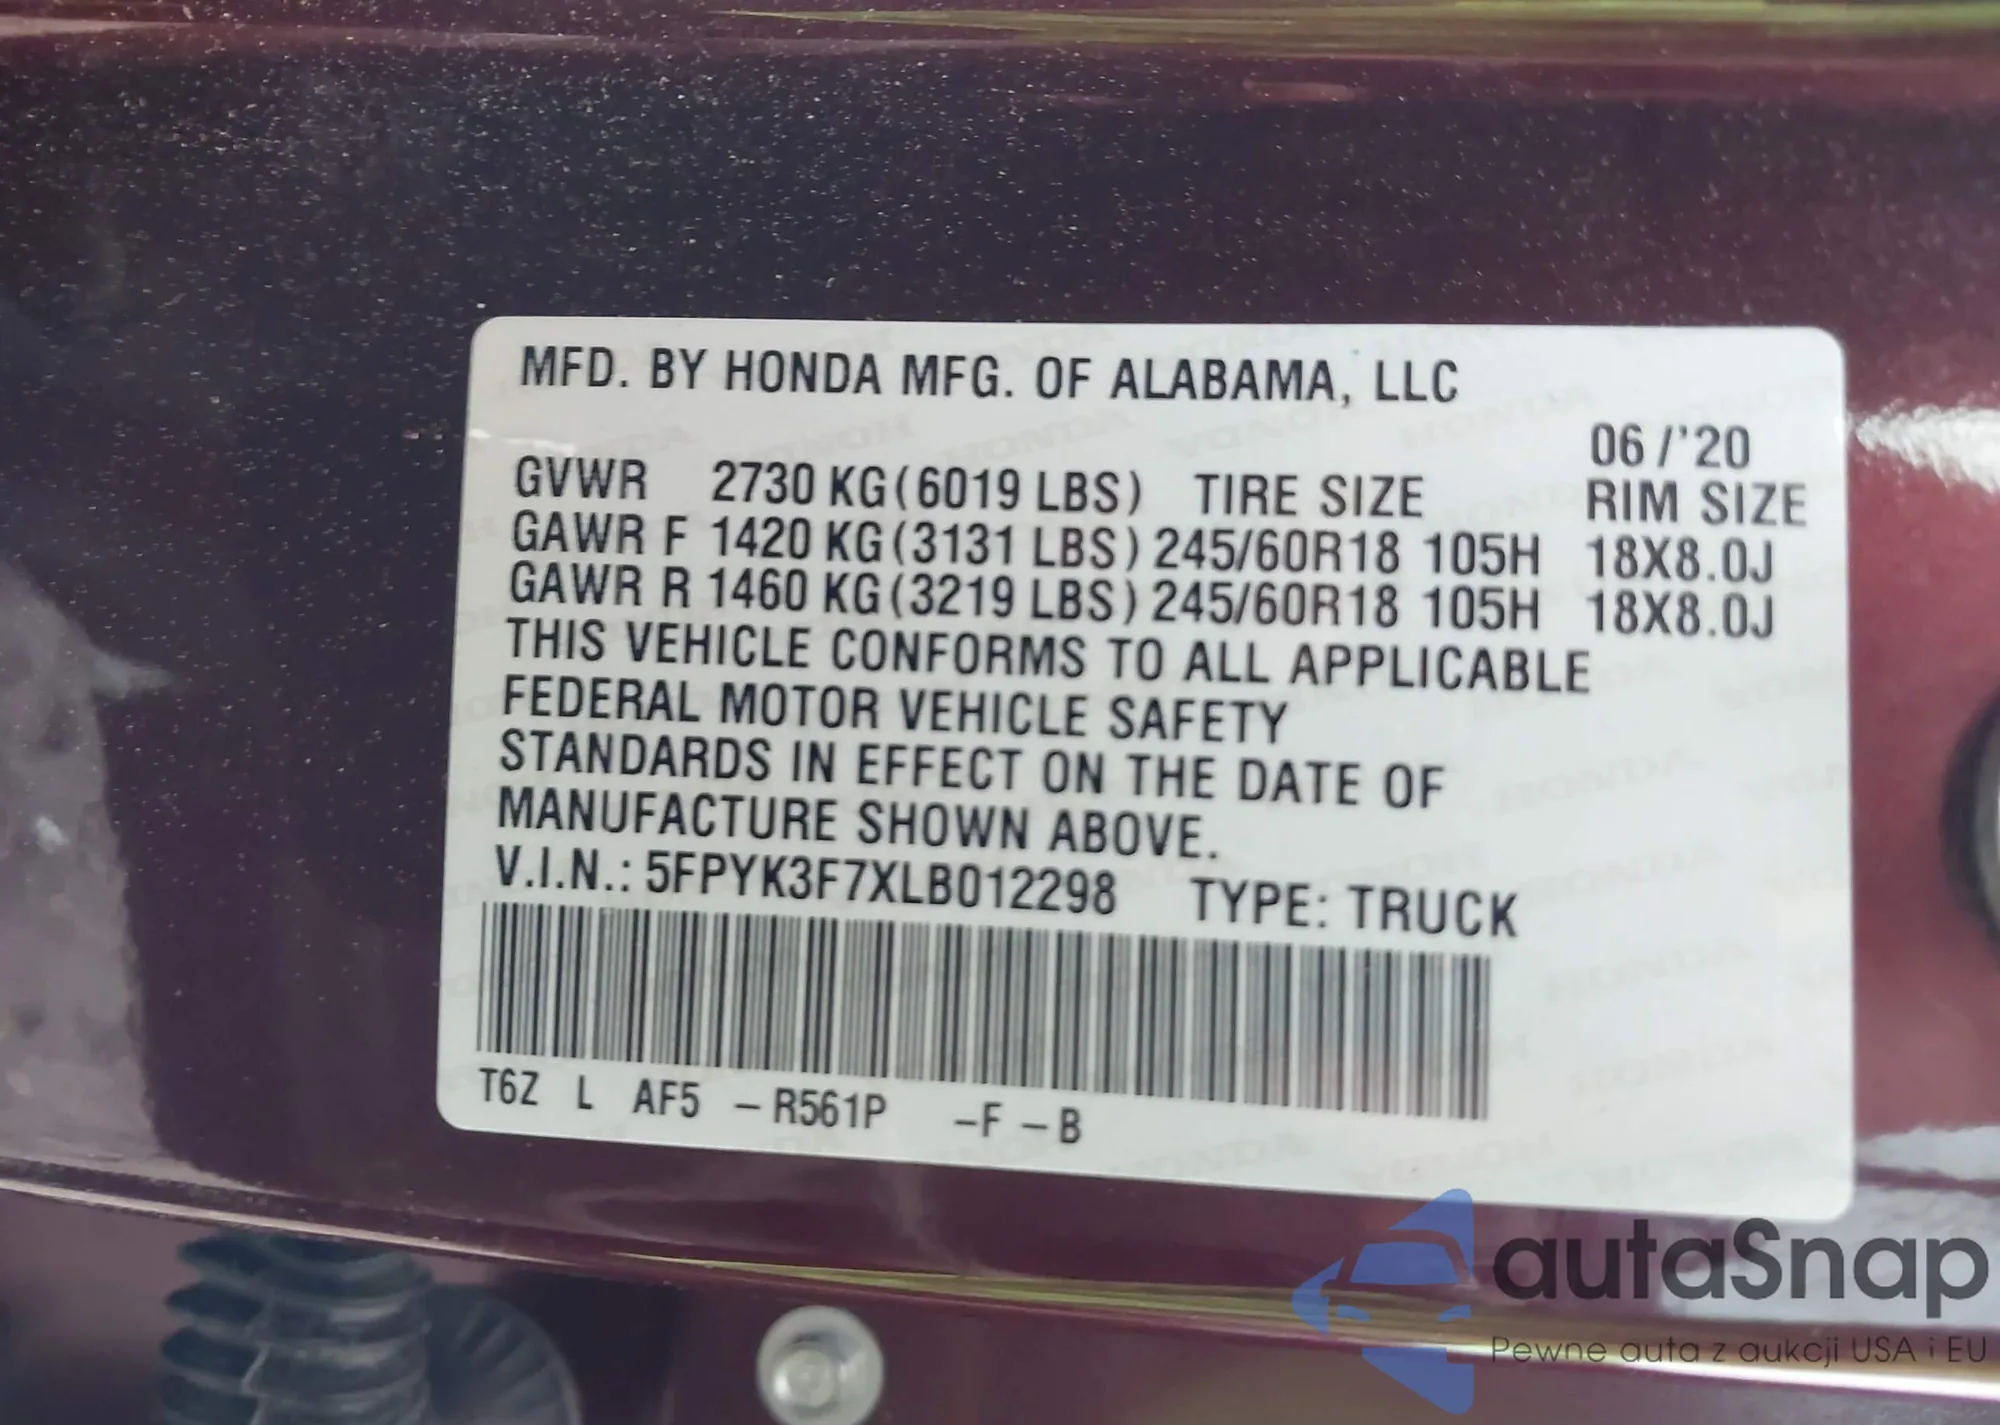 MFD. BY HONDA MFG. OF ALABAMA, LLC
06/'20
GVWR 2730 KG(6019 LBS) TIRE SIZE RIM SIZE
GAWR F 1420 KG(3131 LBS) 245/60R18 105H 18X8.0J
GAWR R 1460 KG(3219 LBS) 245/60R18 105H 18X8.0J
THIS VEHICLE CONFORMS TO ALL APPLICABLE
FEDERAL MOTOR VEHICLE SAFETY
STANDARDS IN EFFECT ON THE DATE OF
MANUFACTURE SHOWN ABOVE.
V.I.N.: 5FPYK3F7XLB012298 TYPE: TRUCK
T6Z L AF5 -R561P -F-B
autaSnap
Pewne auta z aukcji USA i EU